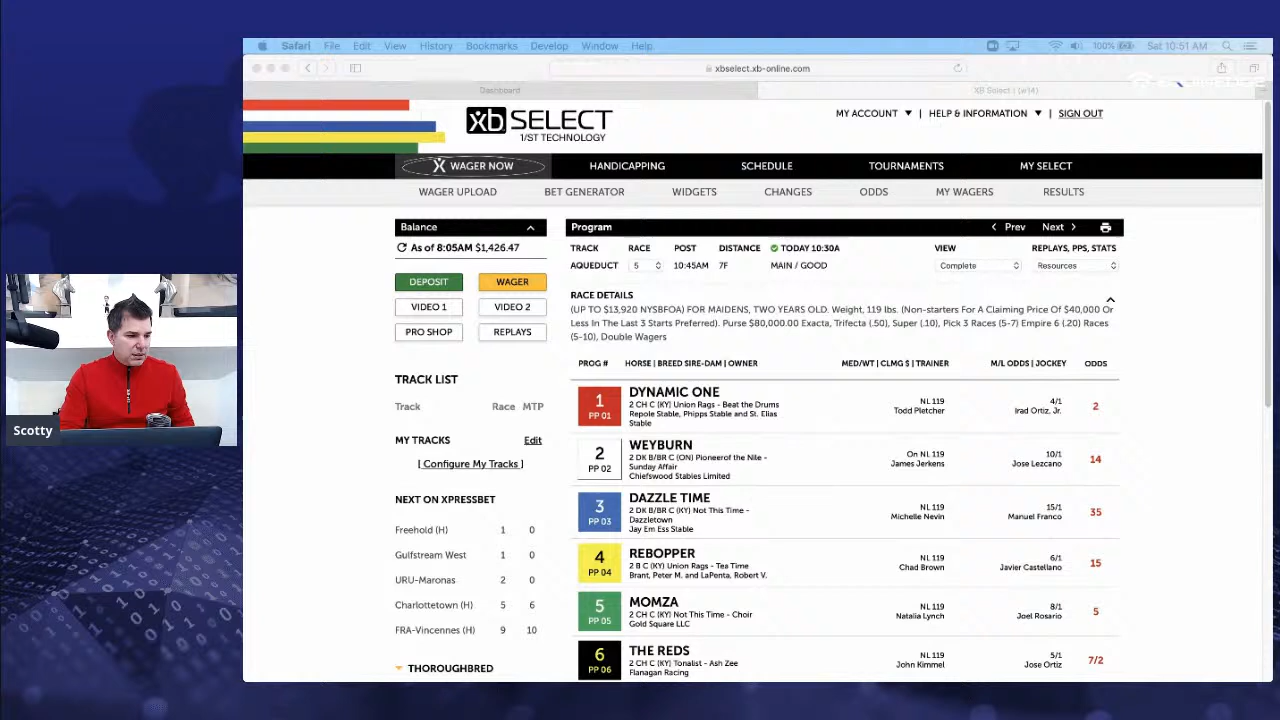 Safari File Edit View History Bookmarks Develop Window Help
100% Sat 10:51 AM
xbselect.xb-online.com
Dashboard
XB Select | (w14)
xb SELECT
1/ST TECHNOLOGY
MY ACCOUNT | HELP & INFORMATION | SIGN OUT
X WAGER NOW HANDICAPPING SCHEDULE TOURNAMENTS MY SELECT
WAGER UPLOAD BET GENERATOR WIDGETS CHANGES ODDS MY WAGERS RESULTS
Balance
As of 8:05AM $1,426.47
DEPOSIT WAGER
VIDEO 1 VIDEO 2
PRO SHOP REPLAYS
TRACK LIST
Track Race MTP
MY TRACKS Edit
[ Configure My Tracks ]
NEXT ON XPRESSBET
Freehold (H) 1 0
Gulfstream West 1 0
URU-Maronas 2 0
Charlottetown (H) 5 6
FRA-Vincennes (H) 9 10
THOROUGHBRED
Program Prev Next
TRACK RACE POST DISTANCE TODAY 10:30A VIEW REPLAYS, PPS, STATS
AQUEDUCT 5 10:45AM 7F MAIN / GOOD Complete Resources
RACE DETAILS
(UP TO $13,920 NYSBFOA) FOR MAIDENS, TWO YEARS OLD. Weight, 119 lbs. (Non-starters For A Claiming Price Of $40,000 Or
Less In The Last 3 Starts Preferred). Purse $80,000.00 Exacta, Trifecta (.50), Super (.10), Pick 3 Races (5-7) Empire 6 (.20) Races
(5-10), Double Wagers
PROG # HORSE | BREED SIRE-DAM | OWNER MED/WT | CLMG $ | TRAINER M/L ODDS | JOCKEY ODDS
1
PP 01
DYNAMIC ONE
2 CH C (KY) Union Rags - Beat the Drums
Repole Stable, Phipps Stable and St. Elias
Stable
NL 119
Todd Pletcher
4/1
Irad Ortiz, Jr.
2
2
PP 02
WEYBURN
2 DK B/BR C (ON) Pioneerof the Nile -
Sunday Affair
Chiefswood Stables Limited
On NL 119
James Jerkens
10/1
Jose Lezcano
14
3
PP 03
DAZZLE TIME
2 DK B/BR C (KY) Not This Time -
Dazzletown
Jay Em Ess Stable
NL 119
Michelle Nevin
15/1
Manuel Franco
35
4
PP 04
REBOPPER
2 B C (KY) Union Rags - Tea Time
Brant, Peter M. and LaPenta, Robert V.
NL 119
Chad Brown
6/1
Javier Castellano
15
5
PP 05
MOMZA
2 CH C (KY) Not This Time - Choir
Gold Square LLC
NL 119
Natalia Lynch
8/1
Joel Rosario
5
6
PP 06
THE REDS
2 CH C (KY) Tonalist - Ash Zee
Flanagan Racing
NL 119
John Kimmel
5/1
Jose Ortiz
7/2
Scotty